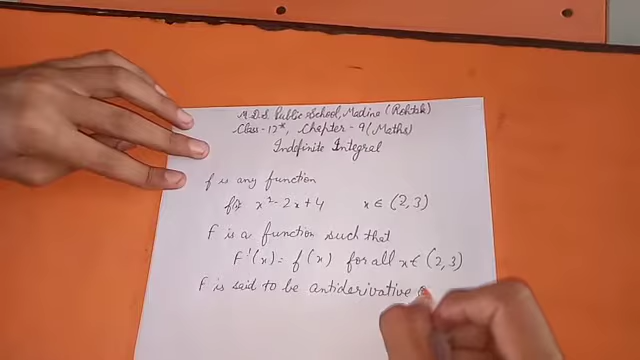 M.D.S. Public School, Madina (Rohtak)
Class-12th, Chapter-9 (Maths)
Indefinite Integral
f is any function
f(x) x²-2x+4 x ∈ (2,3)
F is a function such that
F'(x) = f(x) for all x ∈ (2,3)
F is said to be antiderivative